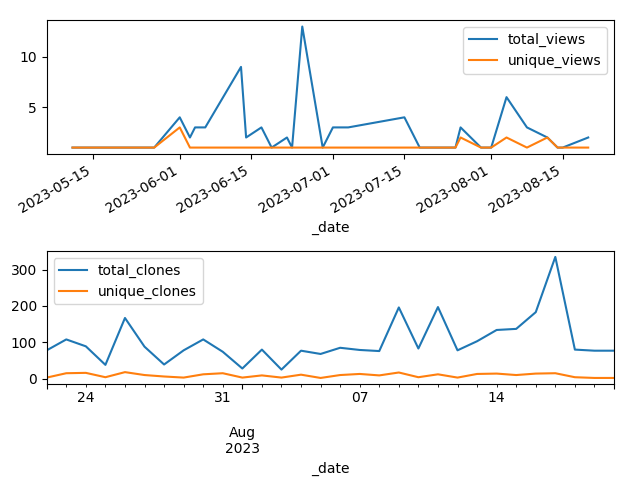 10
5
total_views
unique_views
2023-05-15
2023-06-01
2023-06-15
2023-07-01
2023-07-15
2023-08-01
2023-08-15
_date
300
200
100
0
total_clones
unique_clones
24
31
07
14
Aug
2023
_date